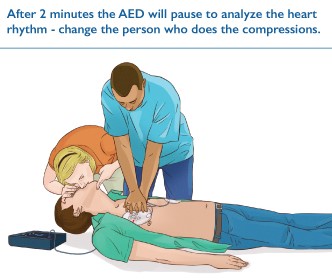 After 2 minutes the AED will pause to analyze the heart
rhythm - change the person who does the compressions.